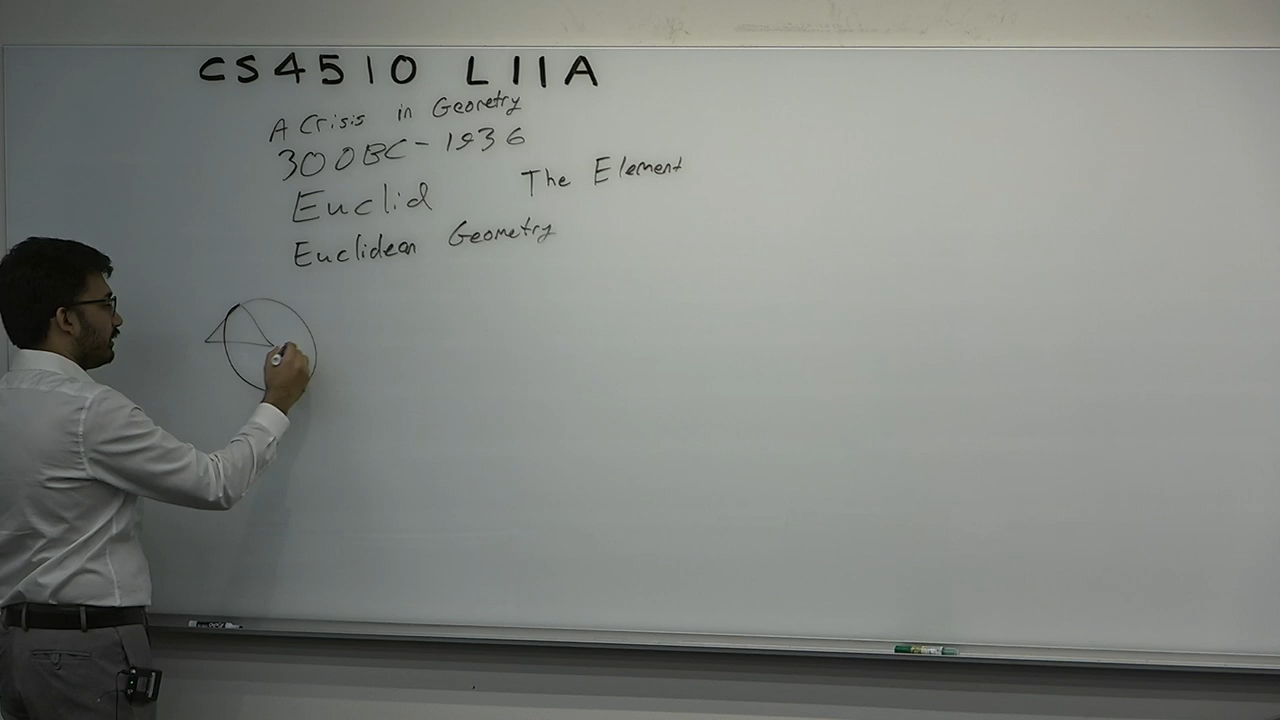 CS4510 L11A
A Crisis in Geometry
300BC - 1936
Euclid The Element
Euclidean Geometry